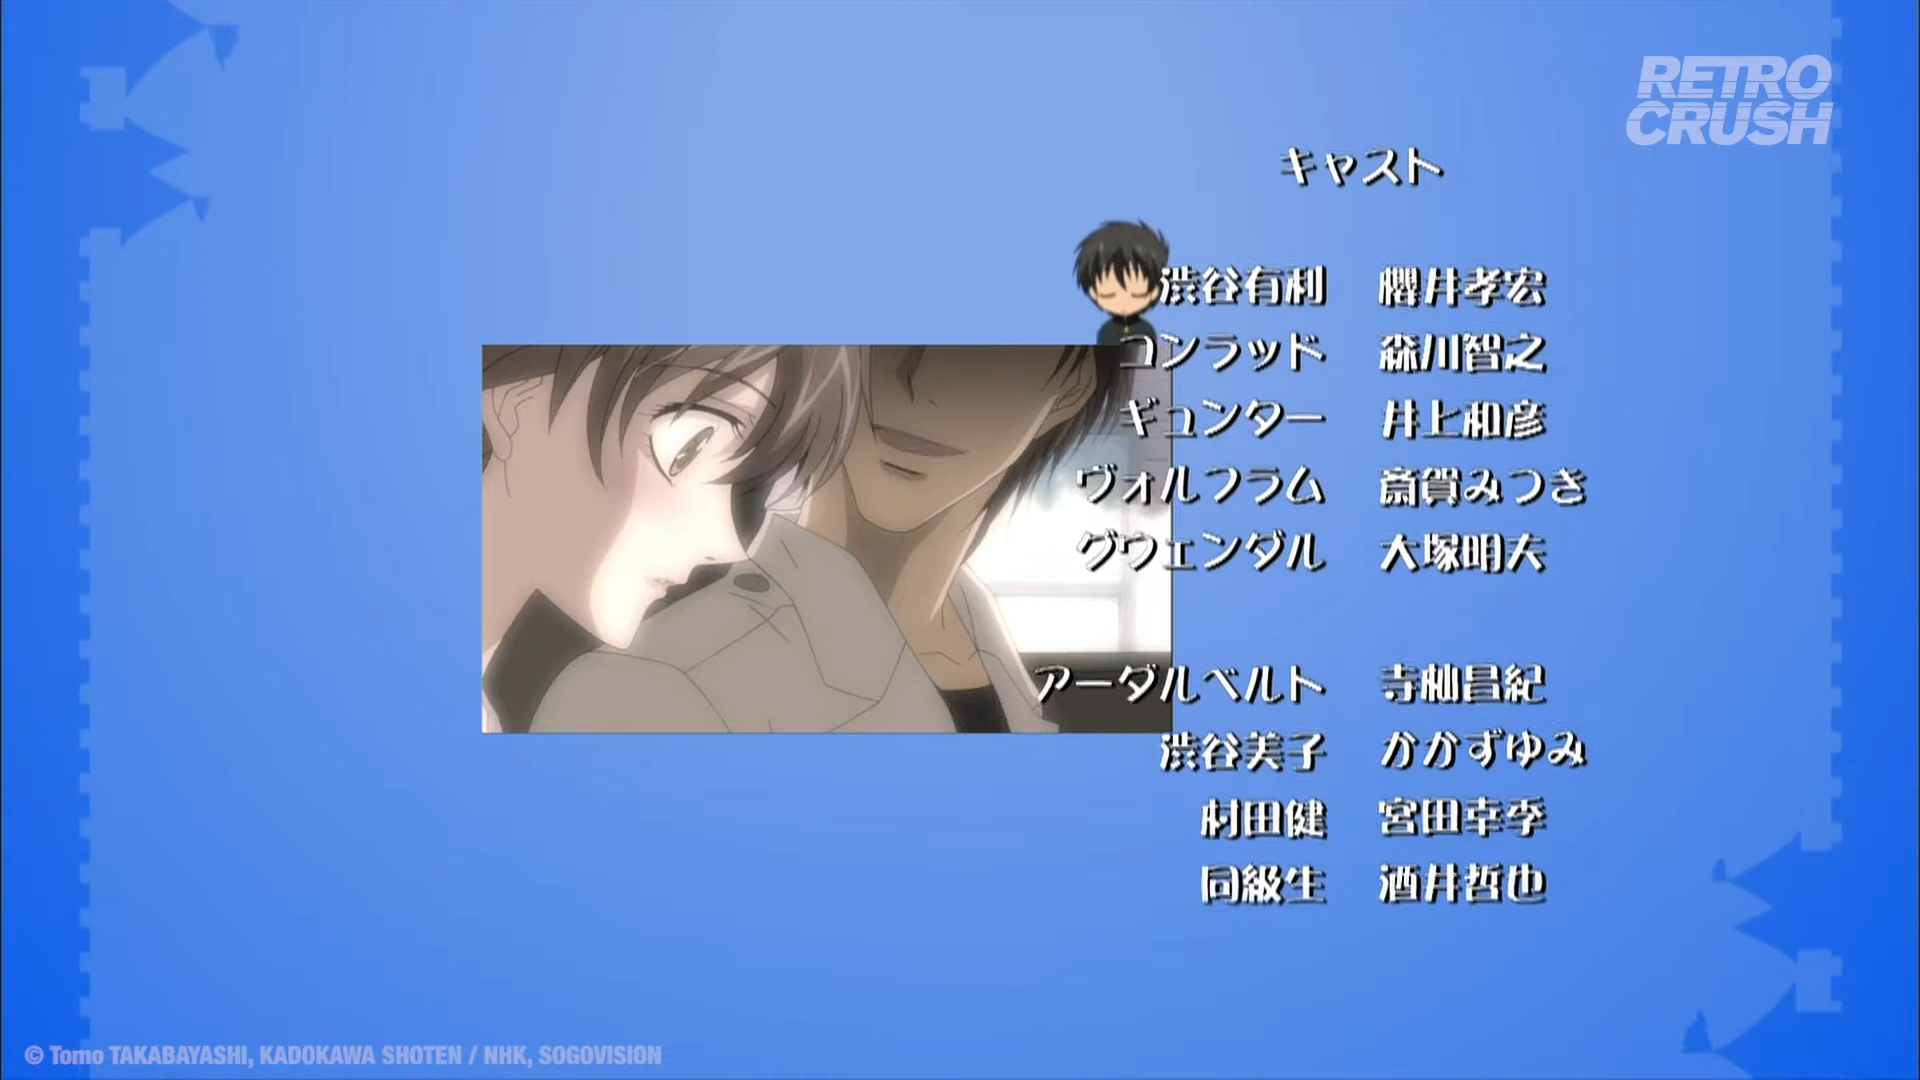 RETRO
CRUSH
キャスト
渋谷有利 櫻井孝宏
コンラッド 森川智之
ギュンター 井上和彦
ヴォルフラム 斎賀みつき
グウェンダル 大塚明夫
アーダルベルト 寺杣昌紀
渋谷美子 かかずゆみ
村田健 宮田幸季
同級生 酒井哲也
© Tomo TAKABAYASHI, KADOKAWA SHOTEN / NHK, SOGOVISION